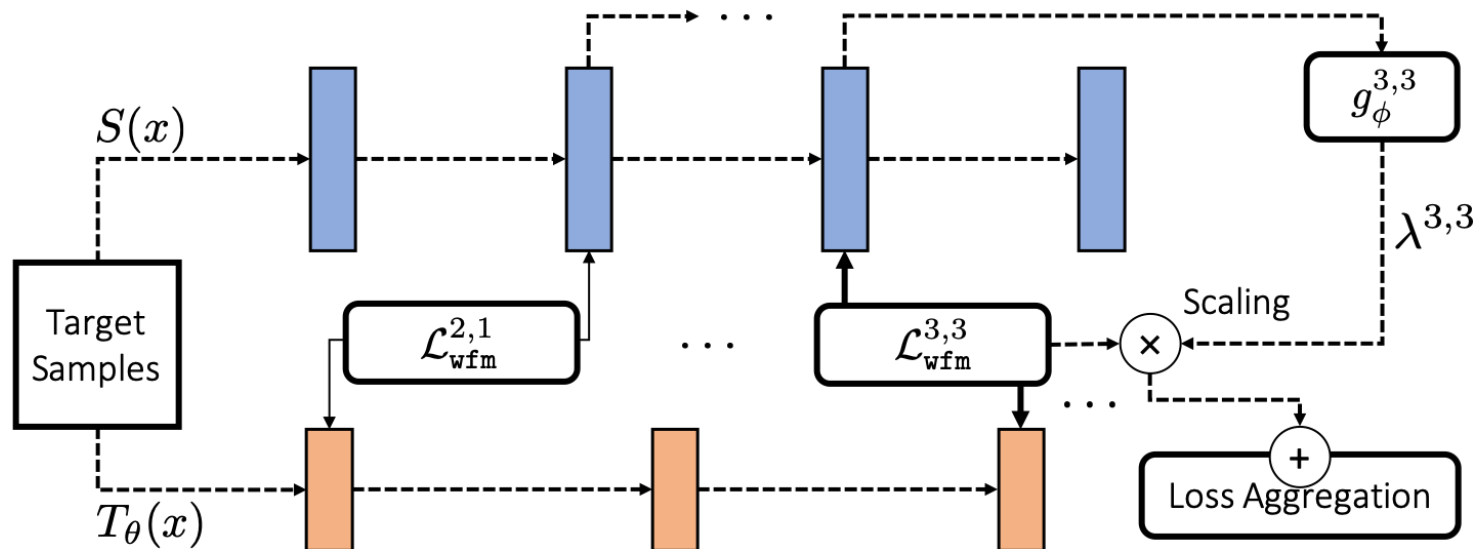 . . .
g_ϕ^{3,3}
S(x)
λ^{3,3}
Target
Samples
ℒ_wfm^{2,1}
. . .
ℒ_wfm^{3,3}
Scaling
×
. . .
+
Loss Aggregation
T_θ(x)